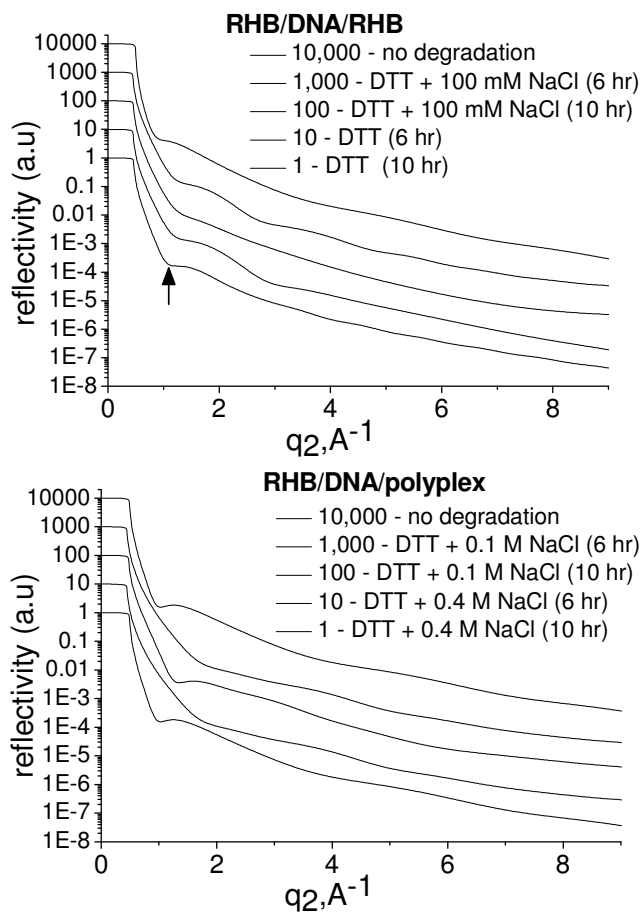 RHB/DNA/RHB
10,000 - no degradation
1,000 - DTT + 100 mM NaCl (6 hr)
100 - DTT + 100 mM NaCl (10 hr)
10 - DTT (6 hr)
1 - DTT (10 hr)
reflectivity (a.u)
10000
1000
100
10
1
0.1
0.01
1E-3
1E-4
1E-5
1E-6
1E-7
1E-8
0 2 4 6 8
q2,A-1
RHB/DNA/polyplex
10,000 - no degradation
1,000 - DTT + 0.1 M NaCl (6 hr)
100 - DTT + 0.1 M NaCl (10 hr)
10 - DTT + 0.4 M NaCl (6 hr)
1 - DTT + 0.4 M NaCl (10 hr)
reflectivity (a.u)
10000
1000
100
10
1
0.1
0.01
1E-3
1E-4
1E-5
1E-6
1E-7
1E-8
0 2 4 6 8
q2,A-1